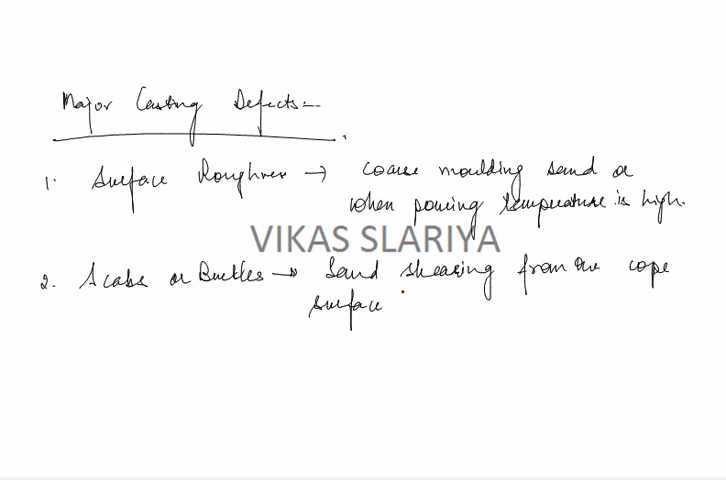 Major Casting Defects:-
1. Surface Roughness → coarse moulding sand or
when pouring temperature is high.
VIKAS SLARIYA
2. Scabs or Buckles → Sand shearing from the cope
surface